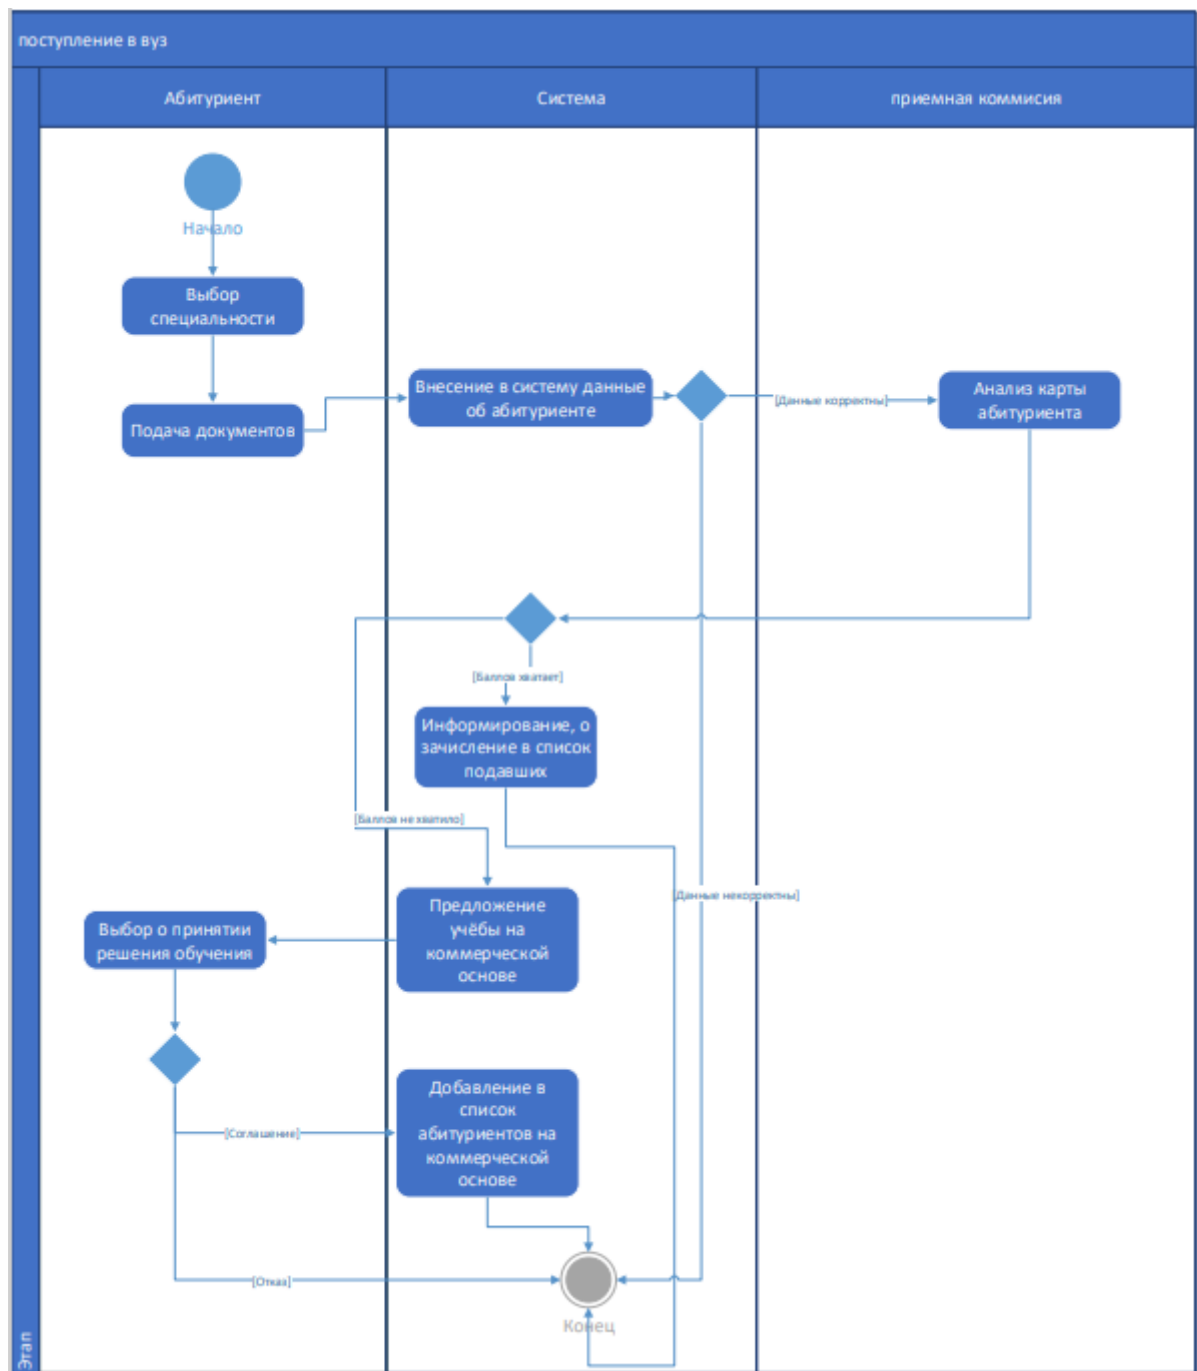 поступление в вуз
Абитуриент
Система
приемная коммисия
Начало
Выбор
специальности
Внесение в систему данные
об абитуриенте
[Данные корректны]
Анализ карты
абитуриента
Подача документов
[Баллов хватает]
Информирование, о
зачисление в список
подавших
[Баллов не хватило]
[Данные некорректны]
Предложение
учёбы на
коммерческой
основе
Выбор о принятии
решения обучения
Добавление в
список
абитуриентов на
коммерческой
основе
[Соглашение]
[Отказ]
Конец
Этап